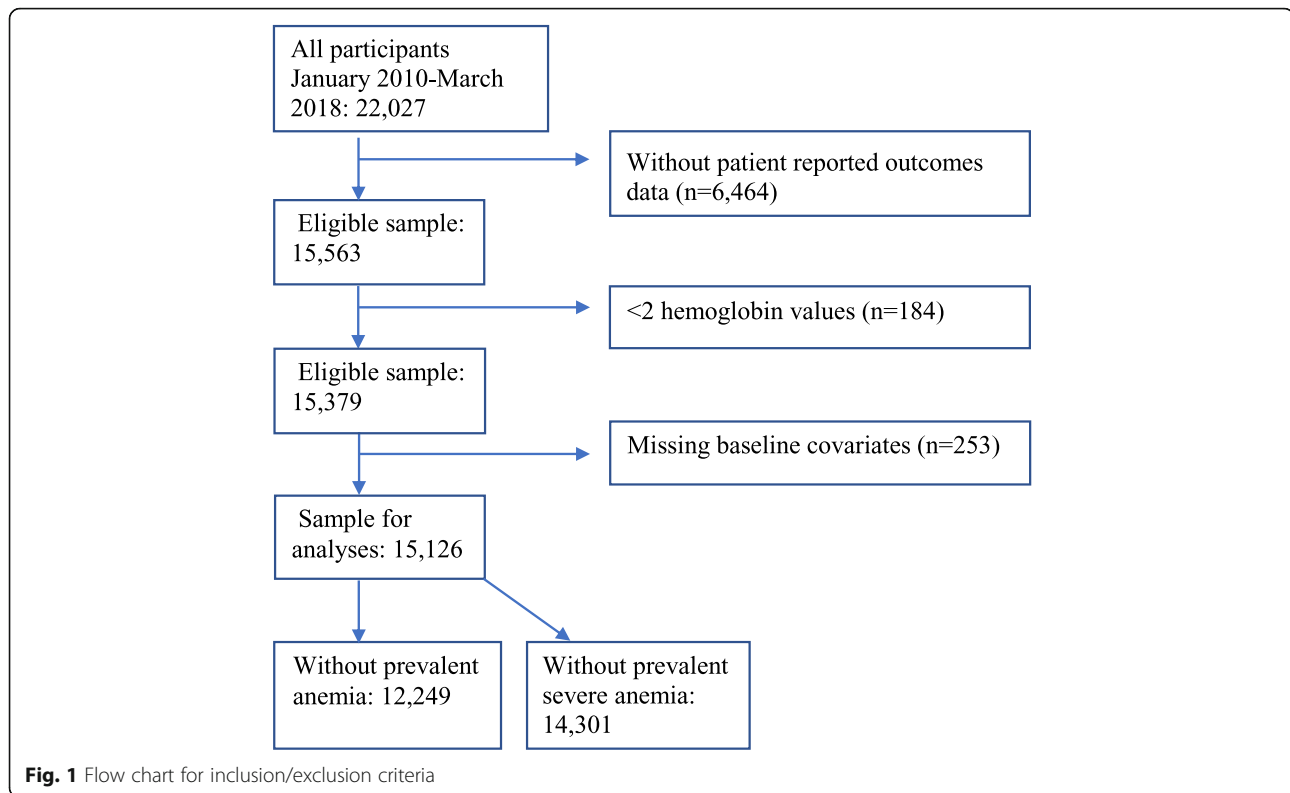 All participants
January 2010-March
2018: 22,027
Without patient reported outcomes
data (n=6,464)
Eligible sample:
15,563
<2 hemoglobin values (n=184)
Eligible sample:
15,379
Missing baseline covariates (n=253)
Sample for
analyses: 15,126
Without prevalent
anemia: 12,249
Without prevalent
severe anemia:
14,301
Fig. 1 Flow chart for inclusion/exclusion criteria